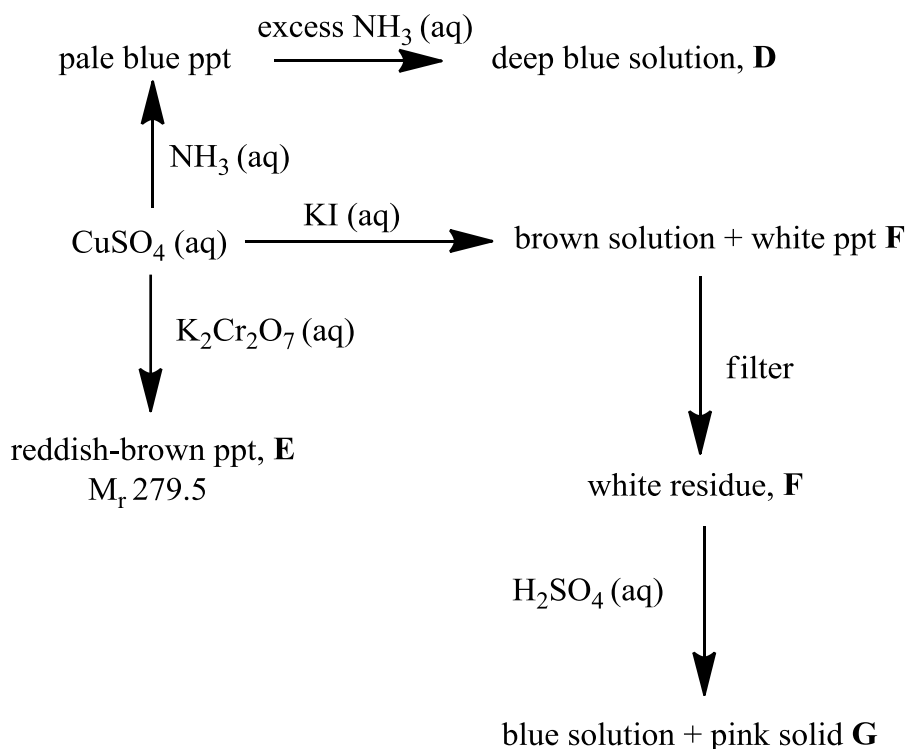 excess NH3 (aq)
pale blue ppt
deep blue solution, D
NH3 (aq)
KI (aq)
CuSO4 (aq)
brown solution + white ppt F
K2Cr2O7 (aq)
filter
reddish-brown ppt, E
Mr 279.5
white residue, F
H2SO4 (aq)
blue solution + pink solid G